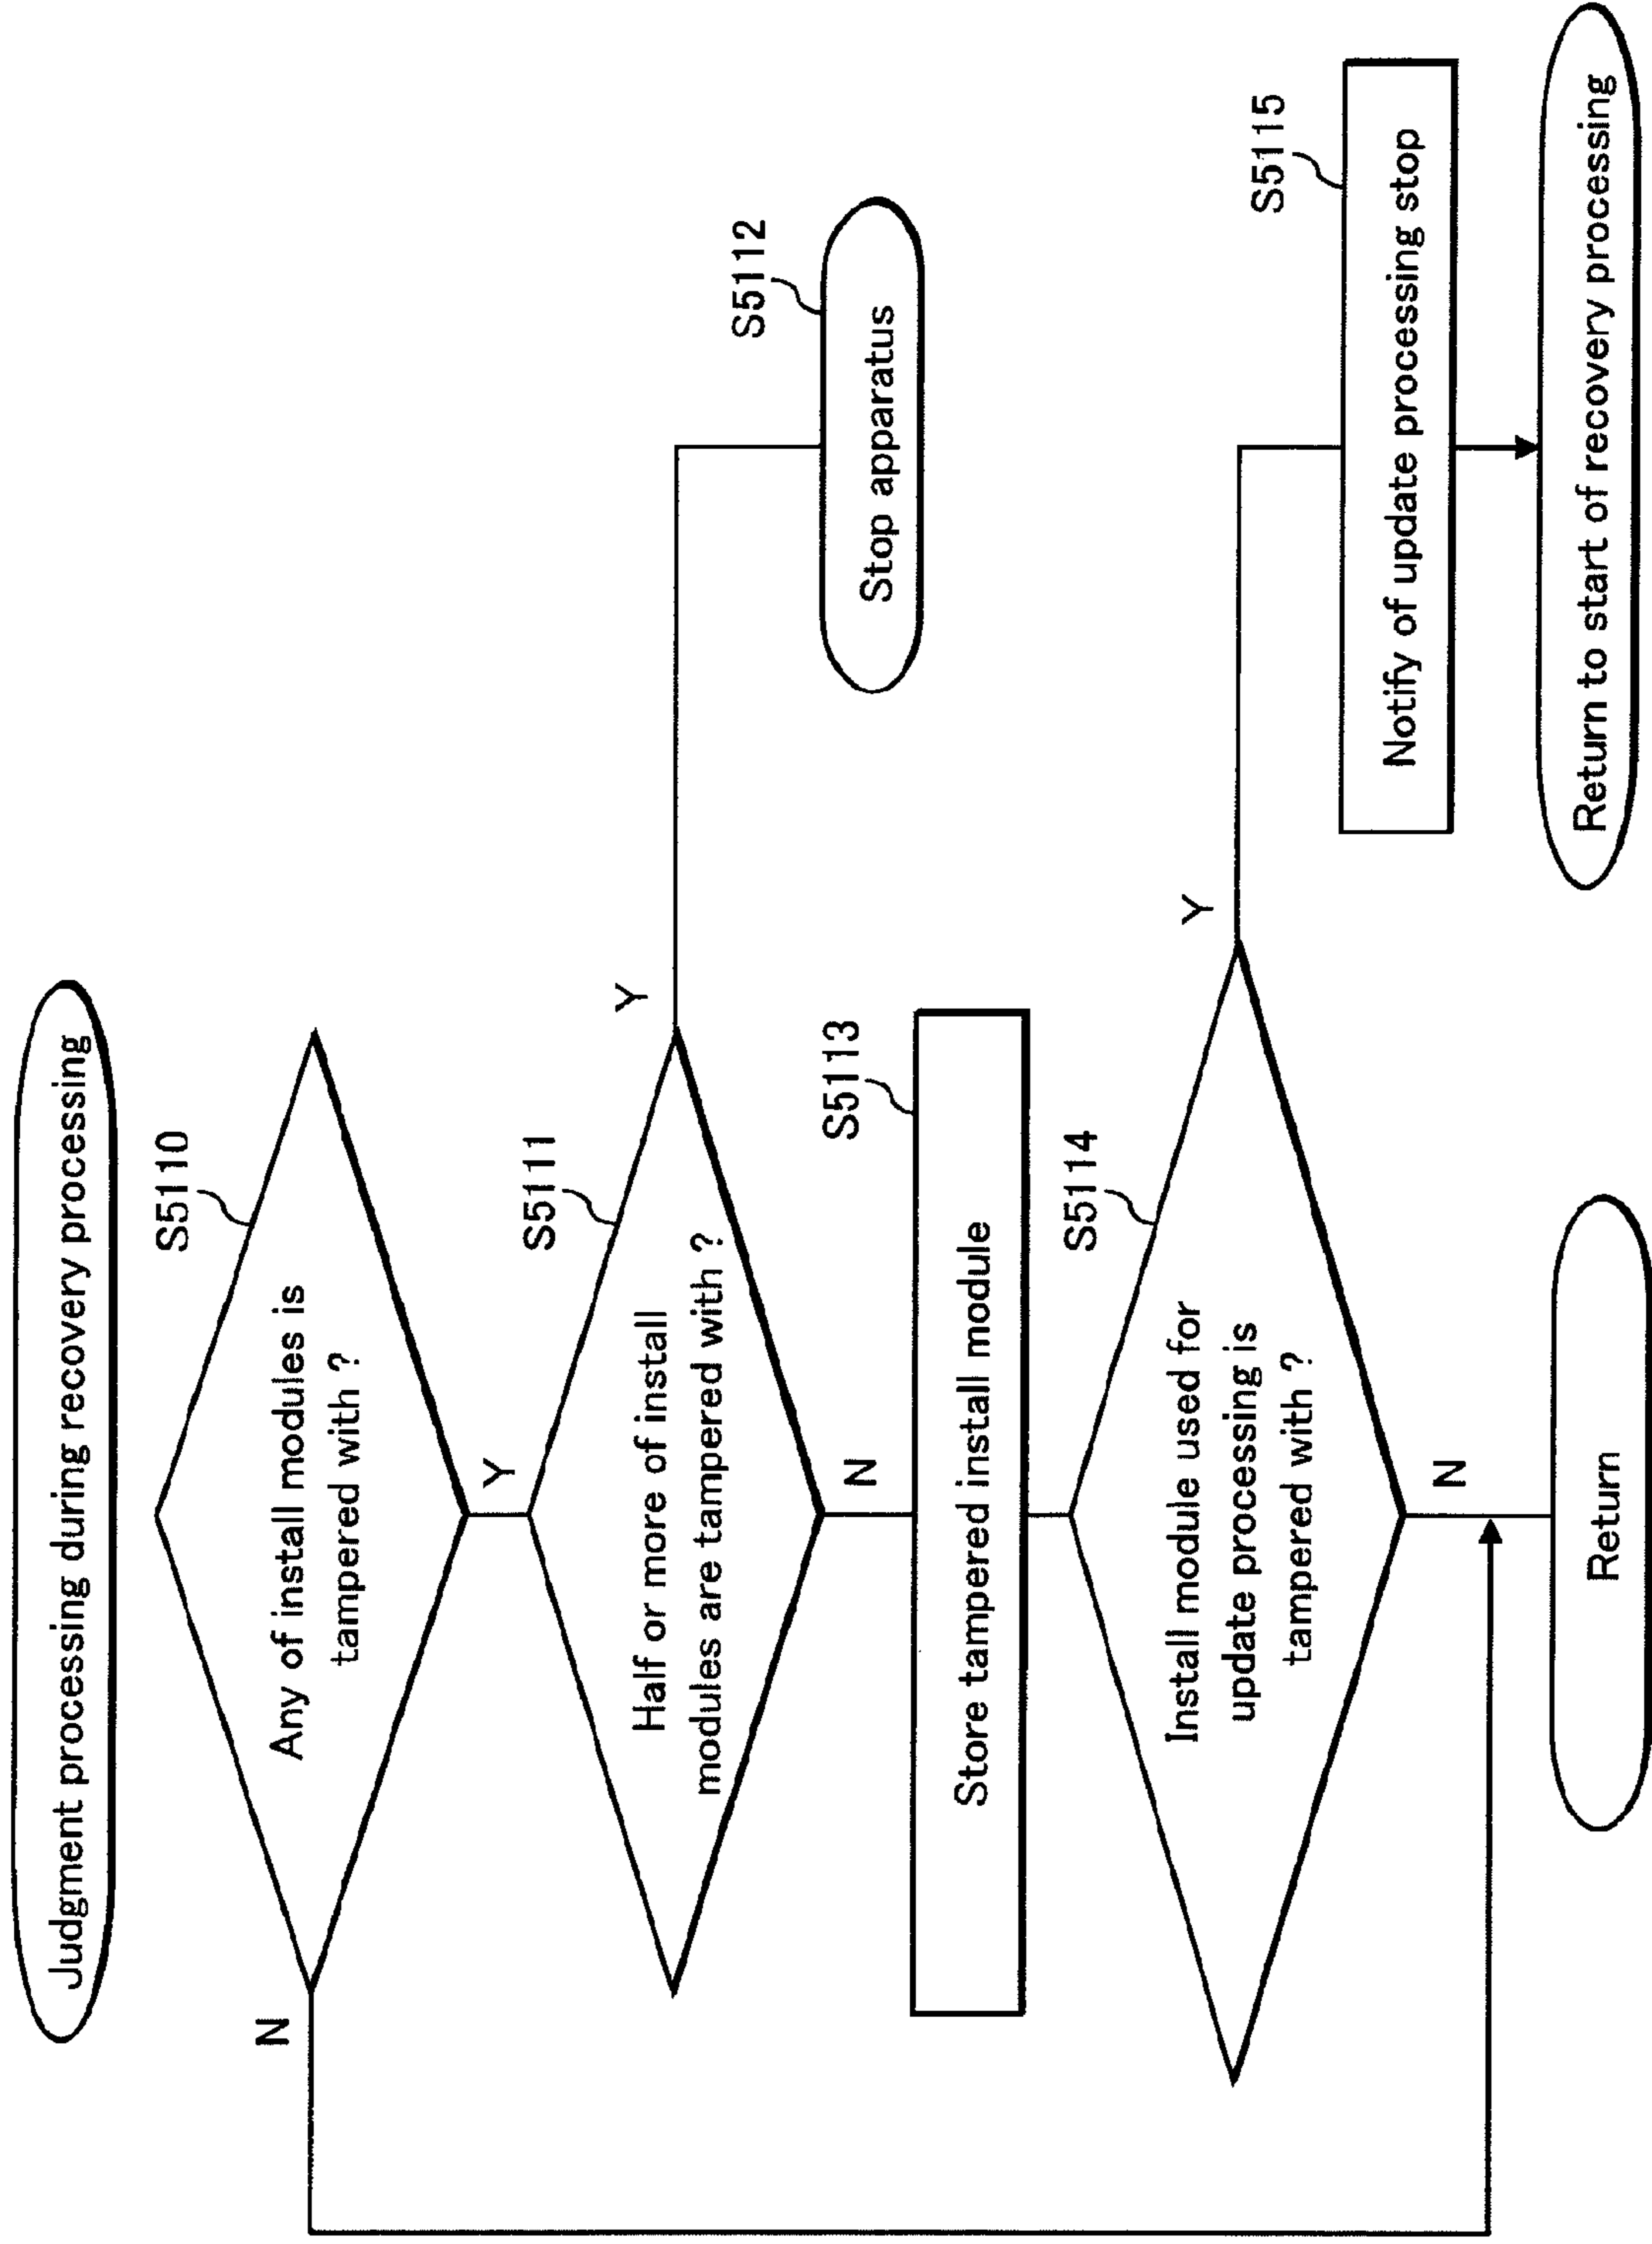 Judgment processing during recovery processing
S5110
N
Any of install modules is
tampered with ?
Y
S5111
Y
Half or more of install
modules are tampered with ?
S5112
Stop apparatus
N
S5113
Store tampered install module
S5114
Y
Install module used for
update processing is
tampered with ?
S5115
Notify of update processing stop
N
Return
Return to start of recovery processing